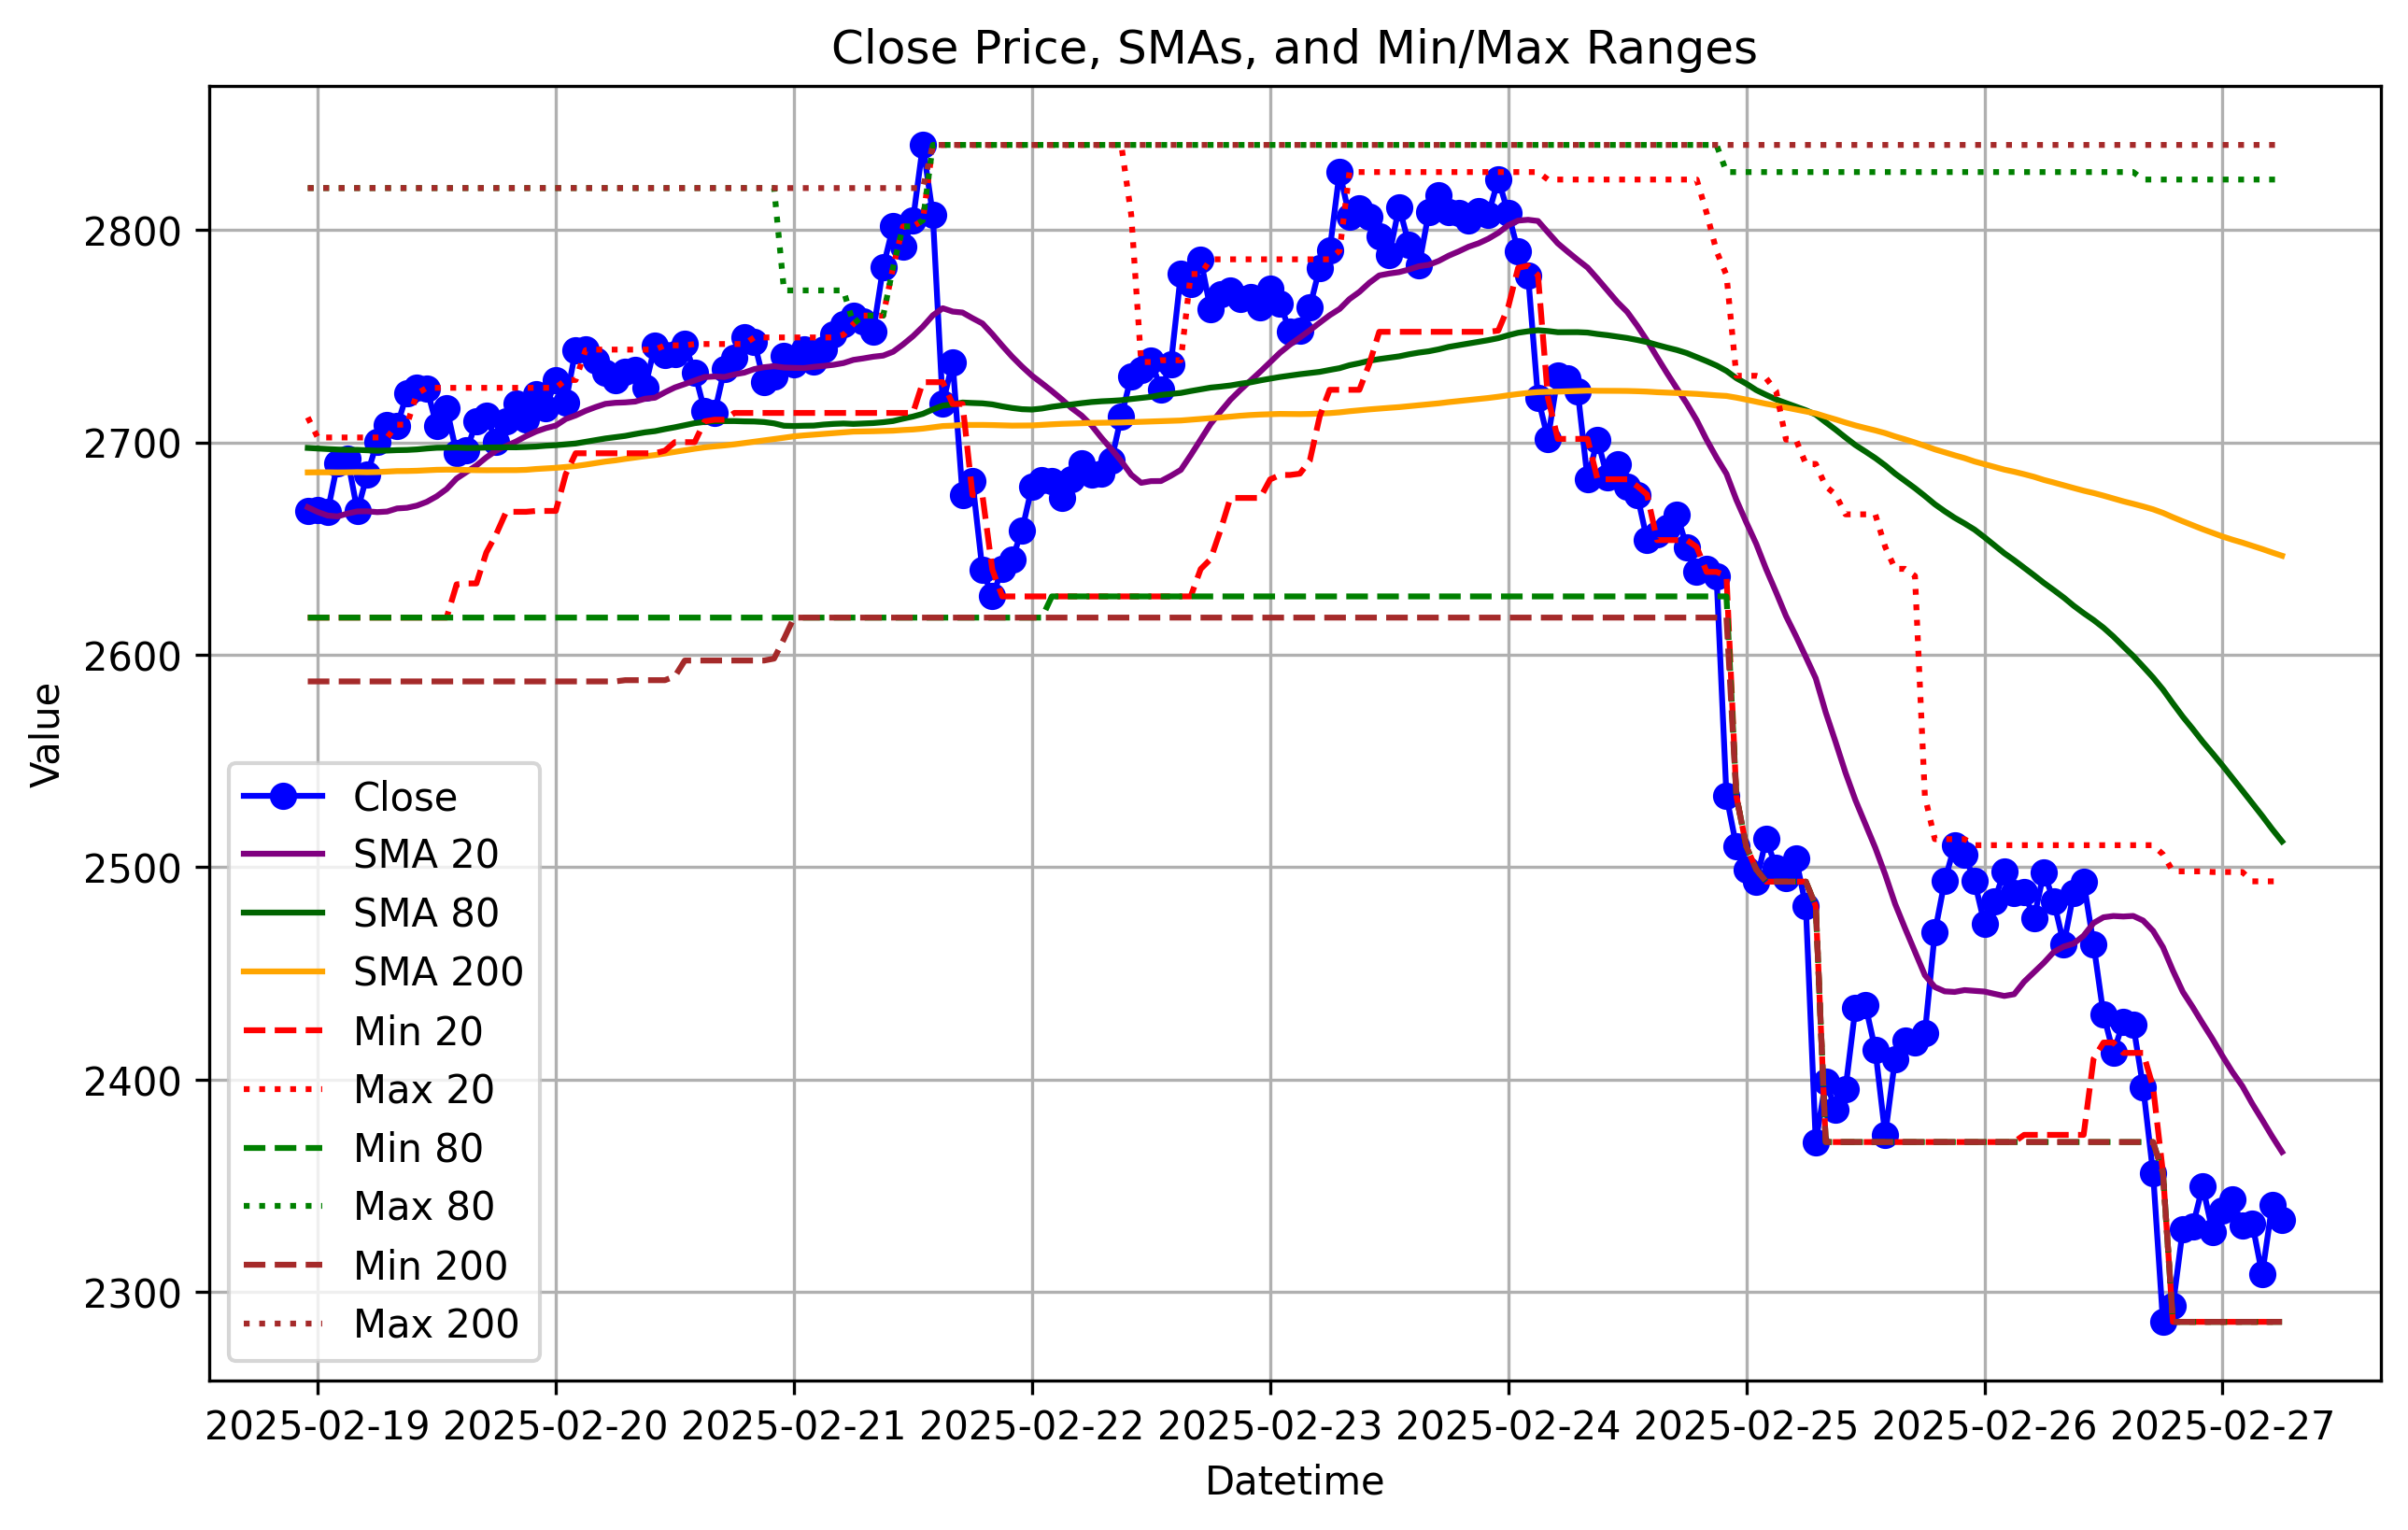 Close Price, SMAs, and Min/Max Ranges
Value
2800
2700
2600
2500
2400
2300
Close
SMA 20
SMA 80
SMA 200
Min 20
Max 20
Min 80
Max 80
Min 200
Max 200
2025-02-19 2025-02-20 2025-02-21 2025-02-22 2025-02-23 2025-02-24 2025-02-25 2025-02-26 2025-02-27
Datetime